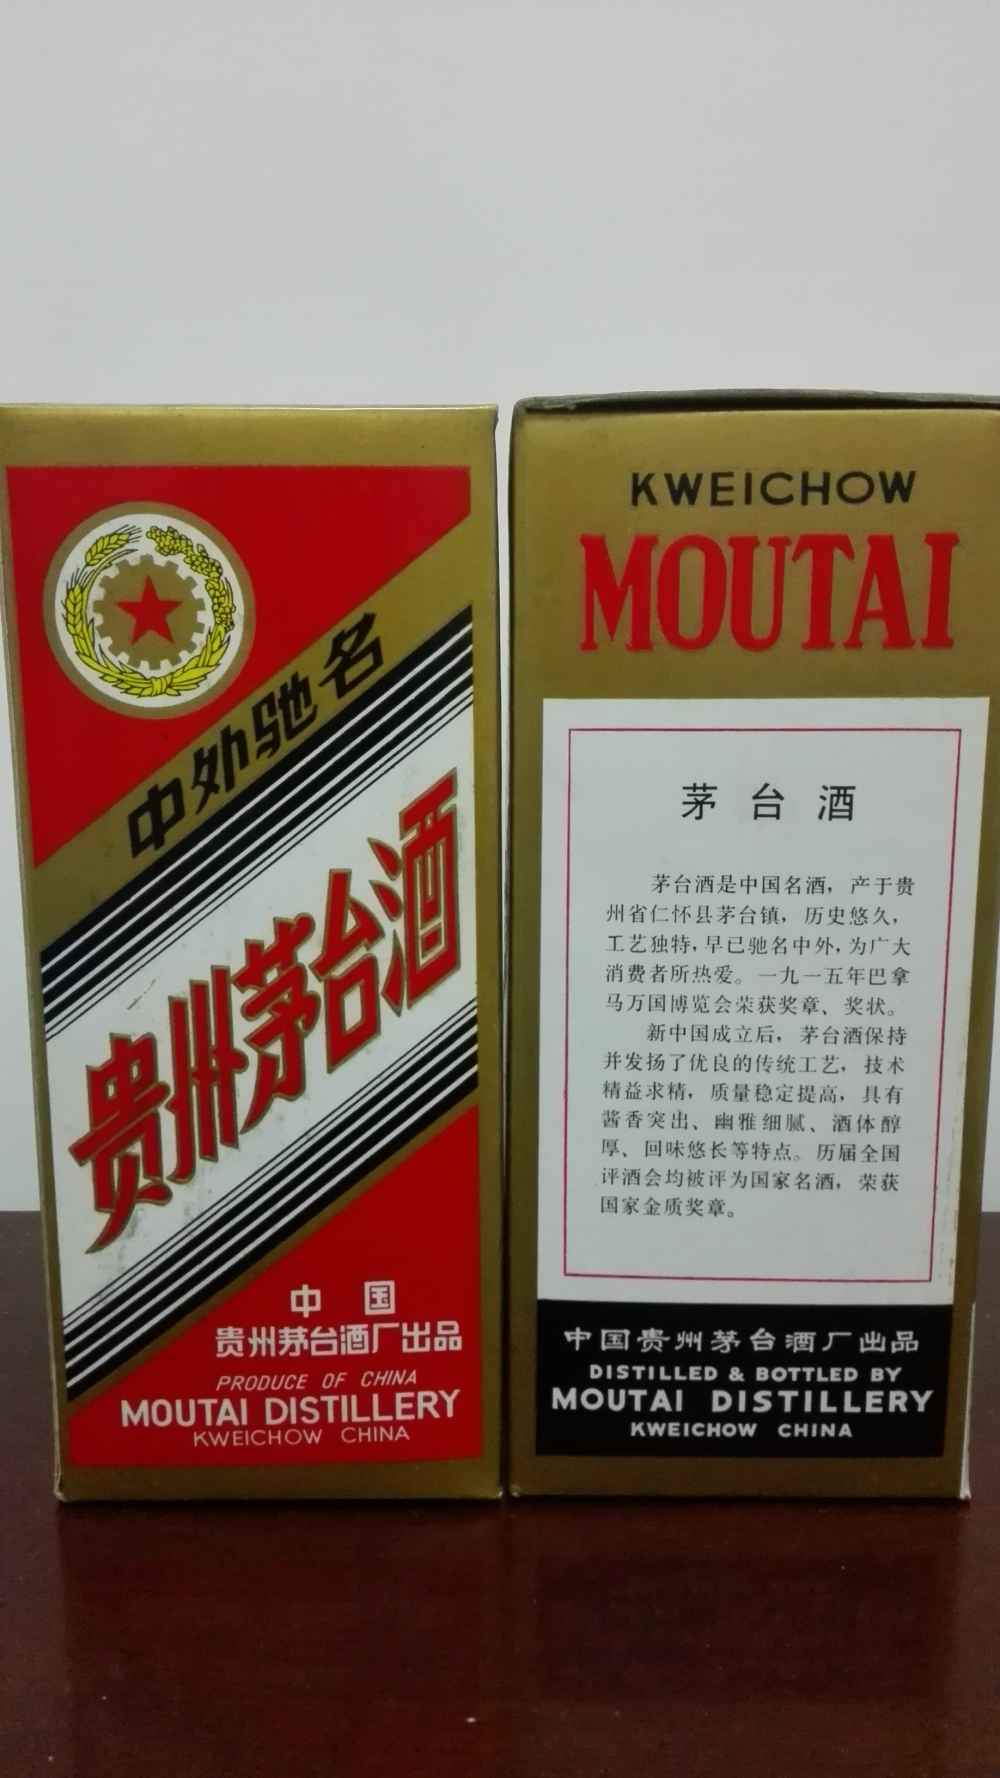 中外驰名
贵州茅台酒
中国
贵州茅台酒厂出品
PRODUCE OF CHINA
MOUTAI DISTILLERY
KWEICHOW CHINA
KWEICHOW
MOUTAI
茅台酒
茅台酒是中国名酒，产于贵
州省仁怀县茅台镇，历史悠久，
工艺独特，早已驰名中外，为广大
消费者所热爱。一九一五年巴拿
马万国博览会荣获奖章、奖状。
新中国成立后，茅台酒保持
并发扬了优良的传统工艺，技术
精益求精，质量稳定提高，具有
酱香突出、幽雅细腻、酒体醇
厚、回味悠长等特点。历届全国
评酒会均被评为国家名酒，荣获
国家金质奖章。
中国贵州茅台酒厂出品
DISTILLED & BOTTLED BY
MOUTAI DISTILLERY
KWEICHOW CHINA